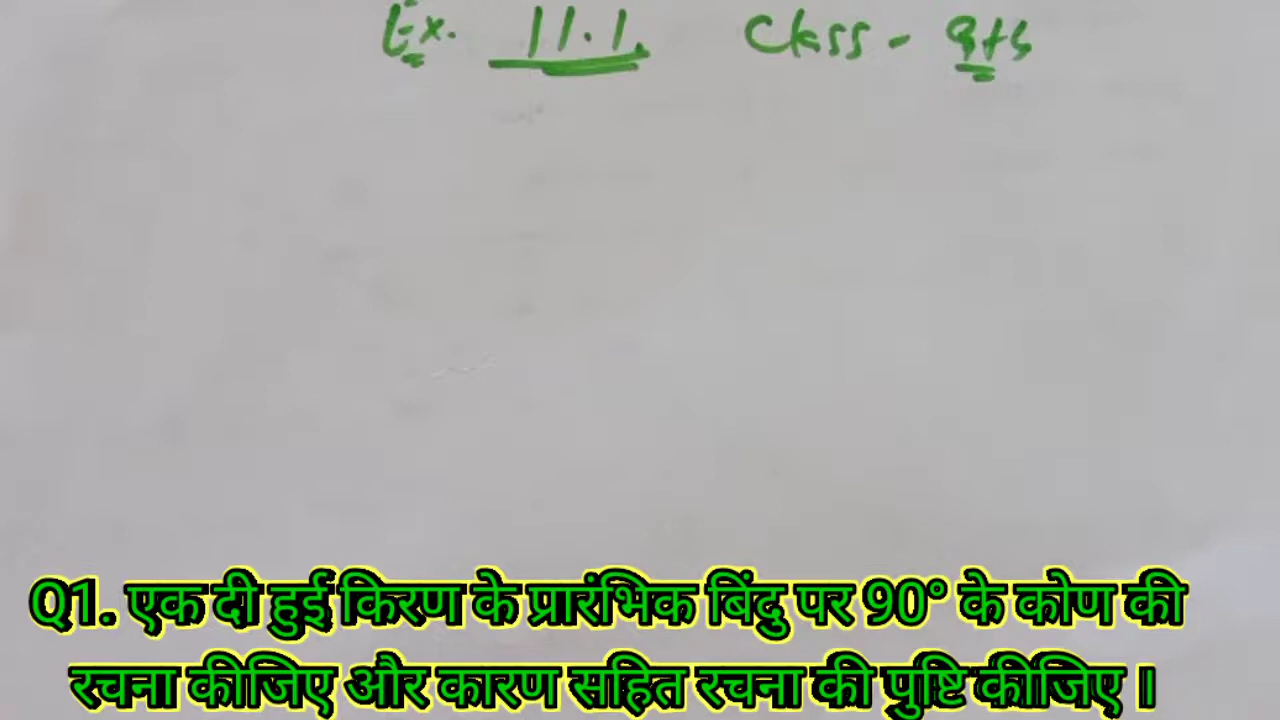 Ex. 11.1. Class - 9th
Q1. एक दी हुई किरण के प्रारंभिक बिंदु पर 90° के कोण की
रचना कीजिए और कारण सहित रचना की पुष्टि कीजिए ।